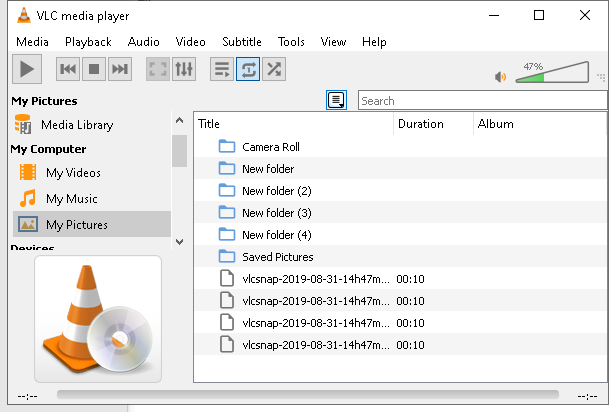 VLC media player
Media Playback Audio Video Subtitle Tools View Help
47%
My Pictures
Media Library
My Computer
My Videos
My Music
My Pictures
Devices
Search
Title Duration Album
Camera Roll
New folder
New folder (2)
New folder (3)
New folder (4)
Saved Pictures
vlcsnap-2019-08-31-14h47m... 00:10
vlcsnap-2019-08-31-14h47m... 00:10
vlcsnap-2019-08-31-14h47m... 00:10
vlcsnap-2019-08-31-14h47m... 00:10
--:-- --:--